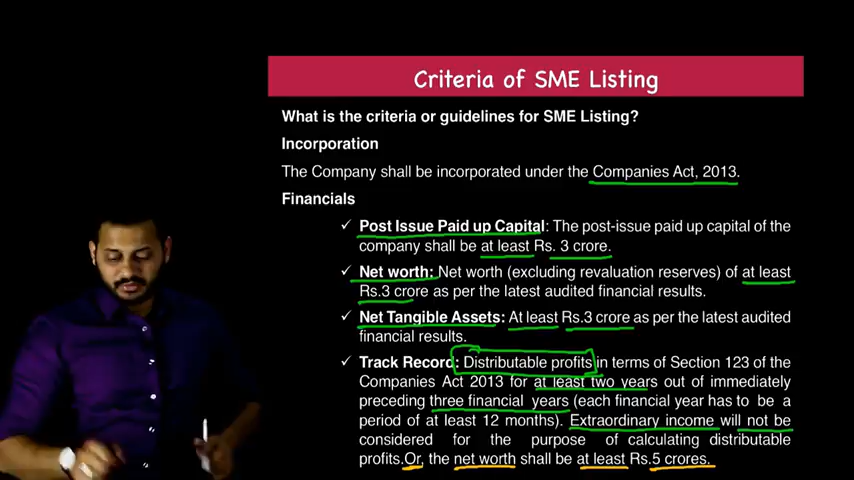 Criteria of SME Listing
What is the criteria or guidelines for SME Listing?
Incorporation
The Company shall be incorporated under the Companies Act, 2013.
Financials
✓ Post Issue Paid up Capital: The post-issue paid up capital of the
company shall be at least Rs. 3 crore.
✓ Net worth: Net worth (excluding revaluation reserves) of at least
Rs.3 crore as per the latest audited financial results.
✓ Net Tangible Assets: At least Rs.3 crore as per the latest audited
financial results.
✓ Track Record: Distributable profits in terms of Section 123 of the
Companies Act 2013 for at least two years out of immediately
preceding three financial years (each financial year has to be a
period of at least 12 months). Extraordinary income will not be
considered for the purpose of calculating distributable
profits.Or, the net worth shall be at least Rs.5 crores.